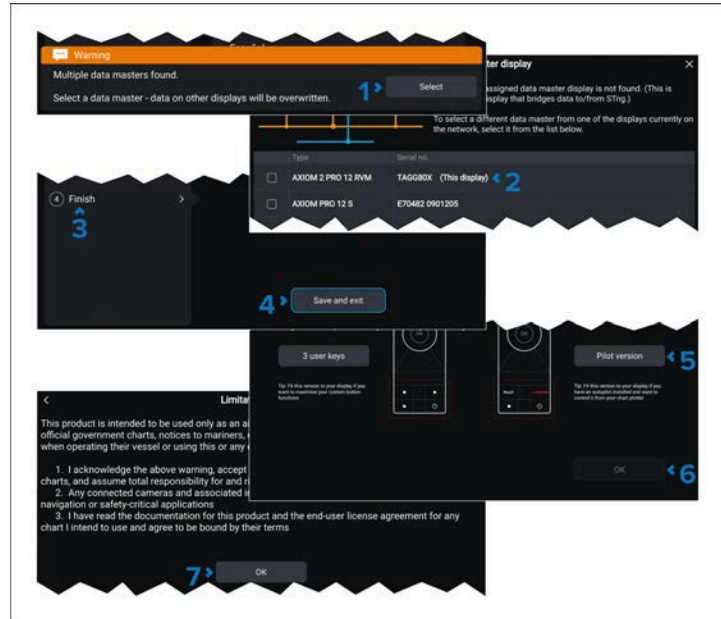 Warning
Multiple data masters found.
Select a data master - data on other displays will be overwritten.
1
Select
ter display
assigned data master display is not found. (This is
isplay that bridges data to/from STng.)
To select a different data master from one of the displays currently on
the network, select it from the list below.
Type Serial no.
AXIOM 2 PRO 12 RVM TAGG80X (This display)
2
AXIOM PRO 12 S E70482 0901205
4 Finish
3
4
Save and exit
OK OK
3 user keys
Pilot version
5
Tip: Fit this version to your display if you
want to maximise your custom button
functions
PILOT
Tip: Fit this version to your display if you
have an autopilot installed and want to
control it from your chart plotter
OK
6
Limita
This product is intended to be used only as an ai
official government charts, notices to mariners,
when operating their vessel or using this or any
1. I acknowledge the above warning, accept
charts, and assume total responsibility for and ri
2. Any connected cameras and associated i
navigation or safety-critical applications
3. I have read the documentation for this product and the end-user license agreement for any
chart I intend to use and agree to be bound by their terms
7
OK